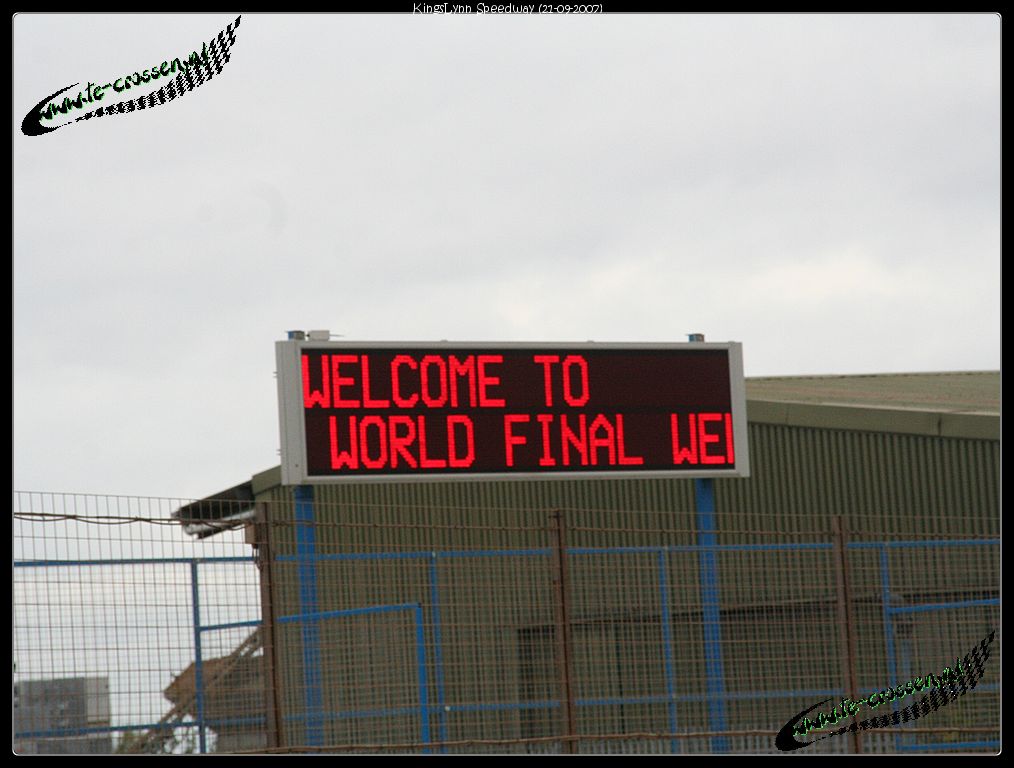 KingsLynn Speedway (21-09-2007)
www.te-crossen.nl
WELCOME TO
WORLD FINAL WE
www.te-crossen.nl